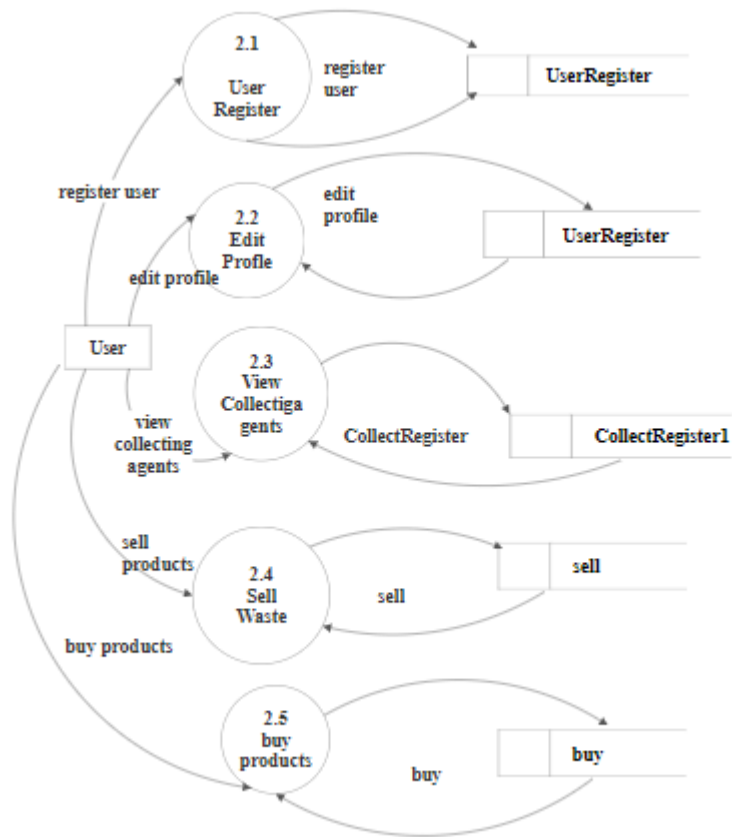 2.1
User
Register
register
user
UserRegister
register user
2.2
Edit
Profle
edit
profile
UserRegister
edit profile
User
2.3
View
Collectiga
gents
view
collecting
agents
CollectRegister
CollectRegister1
sell
products
2.4
Sell
Waste
sell
sell
buy products
2.5
buy
products
buy
buy